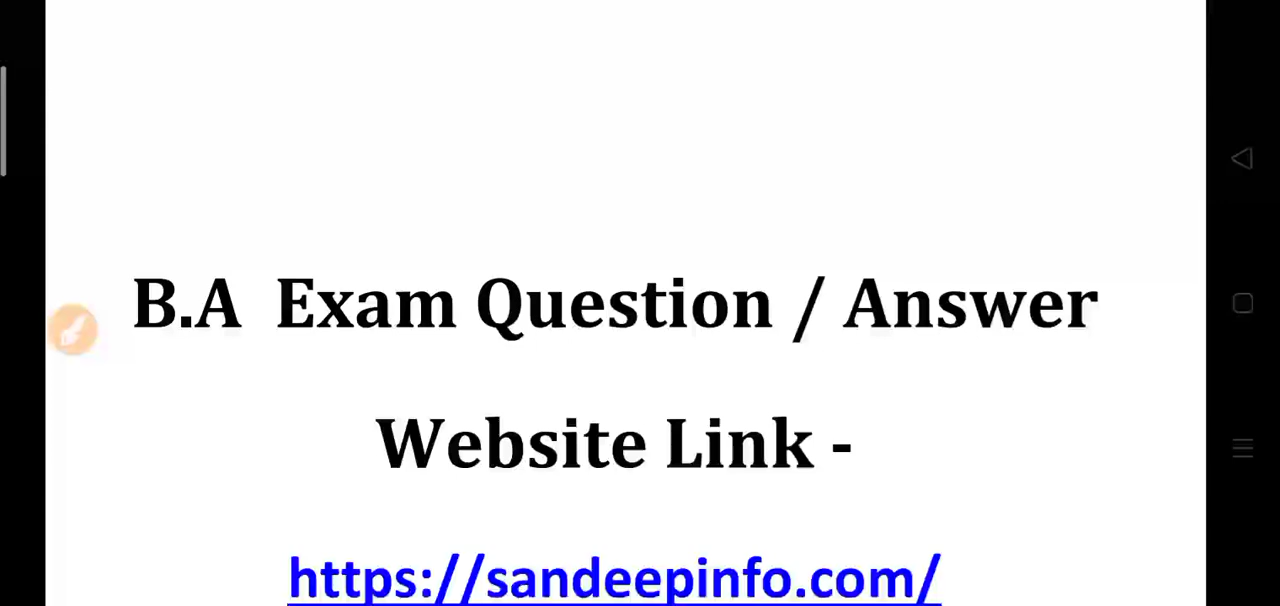 B.A Exam Question / Answer
Website Link -
https://sandeepinfo.com/